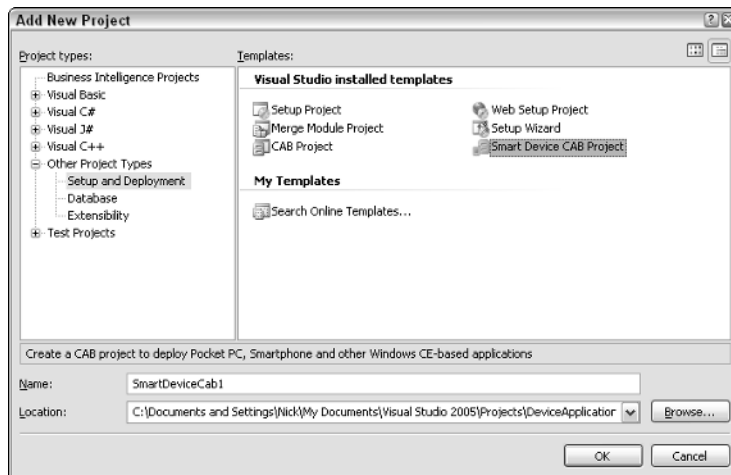 Add New Project
Project types:
Templates:
Business Intelligence Projects
Visual Basic
Visual C#
Visual J#
Visual C++
Other Project Types
Setup and Deployment
Database
Extensibility
Test Projects
Visual Studio installed templates
Setup Project
Web Setup Project
Merge Module Project
Setup Wizard
CAB Project
Smart Device CAB Project
My Templates
Search Online Templates...
Create a CAB project to deploy Pocket PC, Smartphone and other Windows CE-based applications
Name:
SmartDeviceCab1
Location:
C:\Documents and Settings\Nick\My Documents\Visual Studio 2005\Projects\DeviceApplication
Browse...
OK
Cancel